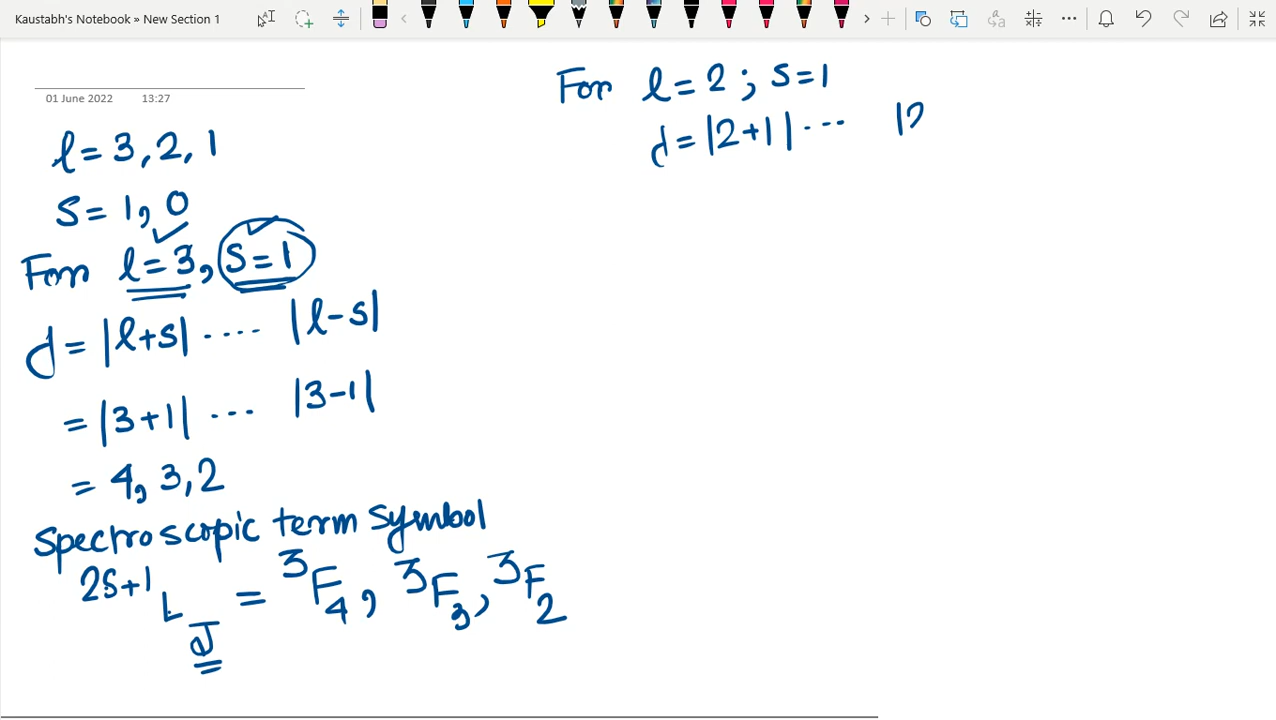 Kaustabh's Notebook » New Section 1
01 June 2022 13:27
l = 3, 2, 1
S = 1, 0
For l = 3, S = 1
J = |l+s| .... |l-s|
= |3+1| ... |3-1|
= 4, 3, 2
Spectroscopic term symbol
2S+1 L J = 3F4, 3F3, 3F2
For l = 2 ; S = 1
J = |2+1| ... |2